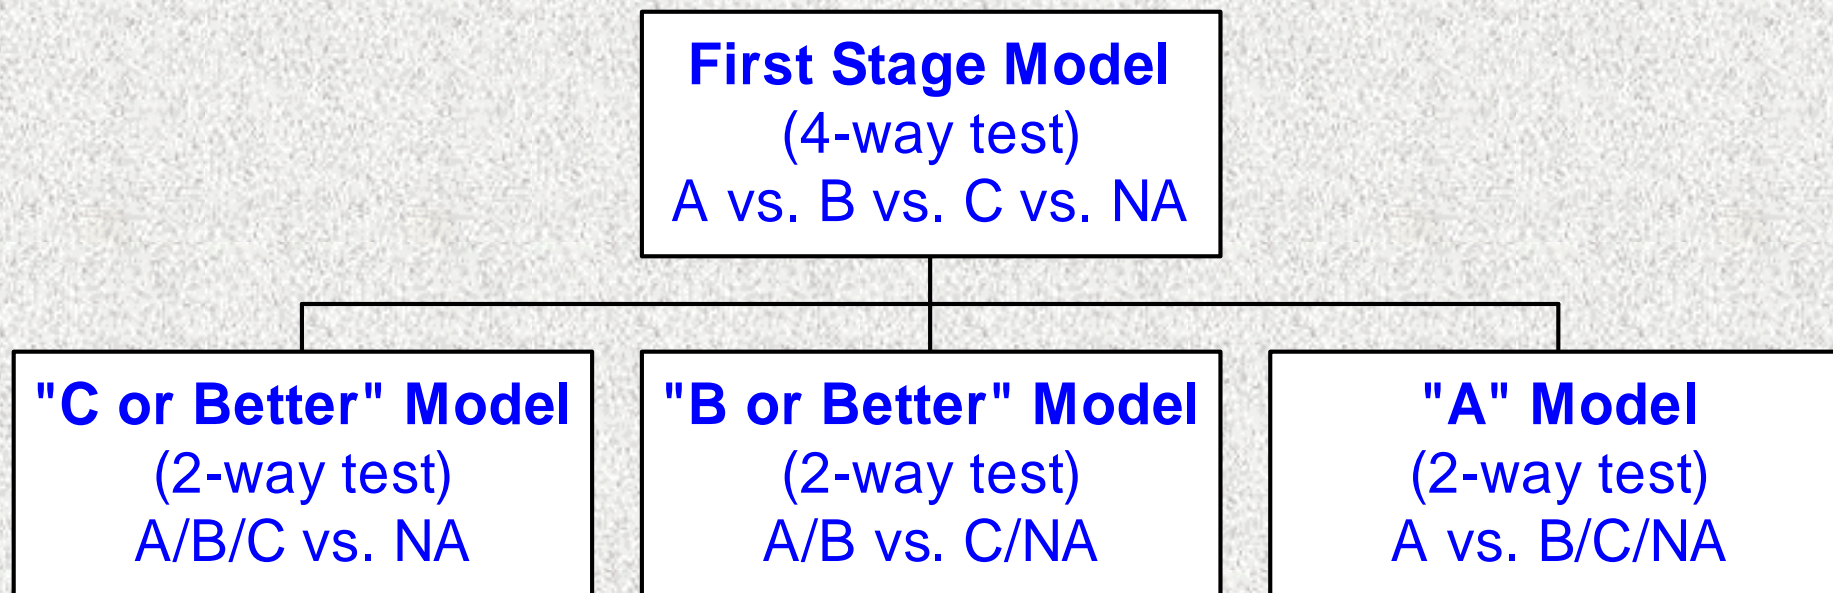 First Stage Model
(4-way test)
A vs. B vs. C vs. NA
"C or Better" Model
(2-way test)
A/B/C vs. NA
"B or Better" Model
(2-way test)
A/B vs. C/NA
"A" Model
(2-way test)
A vs. B/C/NA